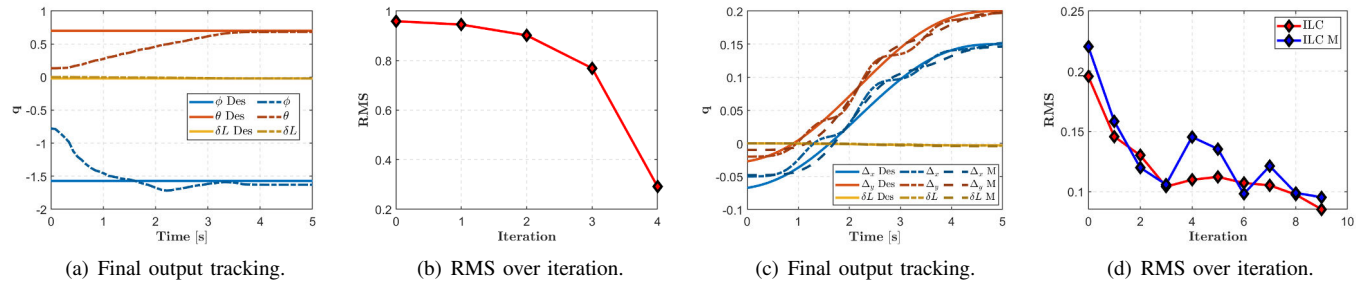 1
0.5
0
-0.5
-1
-1.5
-2
q
ϕ Des
ϕ
θ Des
θ
δL Des
δL
0
1
2
3
4
5
Time [s]
(a) Final output tracking.
1
0.8
0.6
0.4
0.2
RMS
0
1
2
3
4
Iteration
(b) RMS over iteration.
0.2
0.15
0.1
0.05
0
-0.05
-0.1
q
Δx Des
Δx
Δx M
Δy Des
Δy
Δy M
δL Des
δL
δL M
0
1
2
3
4
5
Time [s]
(c) Final output tracking.
0.25
0.2
0.15
0.1
RMS
ILC
ILC M
0
2
4
6
8
10
Iteration
(d) RMS over iteration.